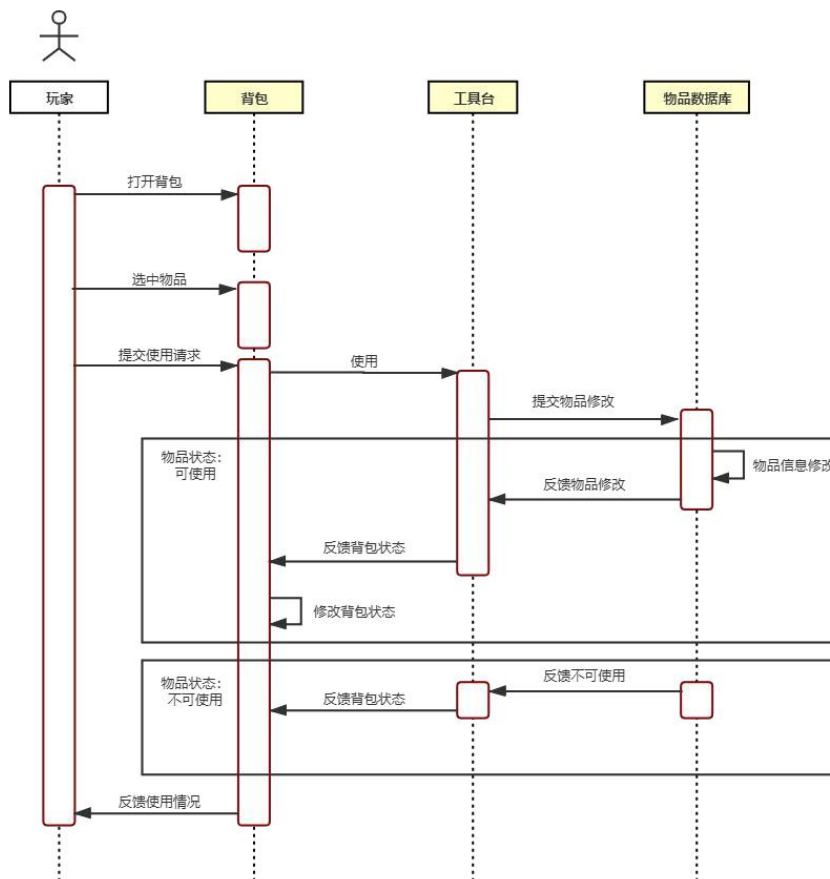 玩家
背包
工具台
物品数据库
打开背包
选中物品
提交使用请求
使用
提交物品修改
物品状态：
可使用
物品信息修改
反馈物品修改
反馈背包状态
修改背包状态
物品状态：
不可使用
反馈不可使用
反馈背包状态
反馈使用情况